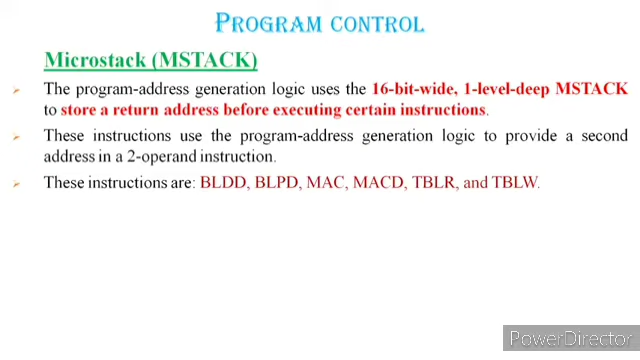 PROGRAM CONTROL
Microstack (MSTACK)
➢ The program-address generation logic uses the 16-bit-wide, 1-level-deep MSTACK
to store a return address before executing certain instructions.
➢ These instructions use the program-address generation logic to provide a second
address in a 2-operand instruction.
➢ These instructions are: BLDD, BLPD, MAC, MACD, TBLR, and TBLW.
PowerDirector